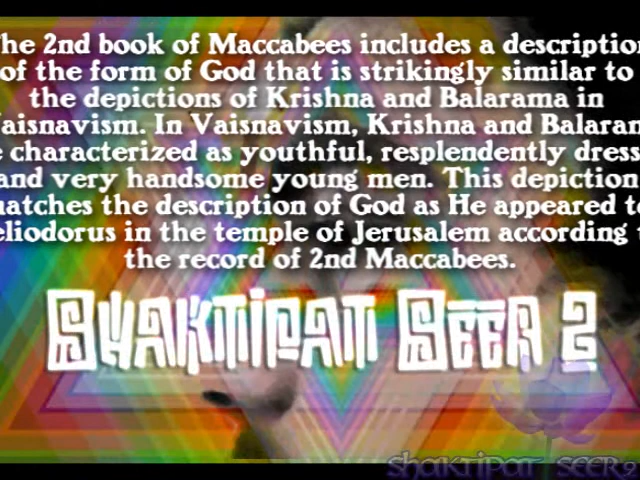 he 2nd book of Maccabees includes a description
of the form of God that is strikingly similar to
the depictions of Krishna and Balarama in
aisnavism. In Vaisnavism, Krishna and Balaram
e characterized as youthful, resplendently dress
and very handsome young men. This depiction
matches the description of God as He appeared to
eliodorus in the temple of Jerusalem according t
the record of 2nd Maccabees.
Shaktipat Seer 2
Shaktipat Seer9